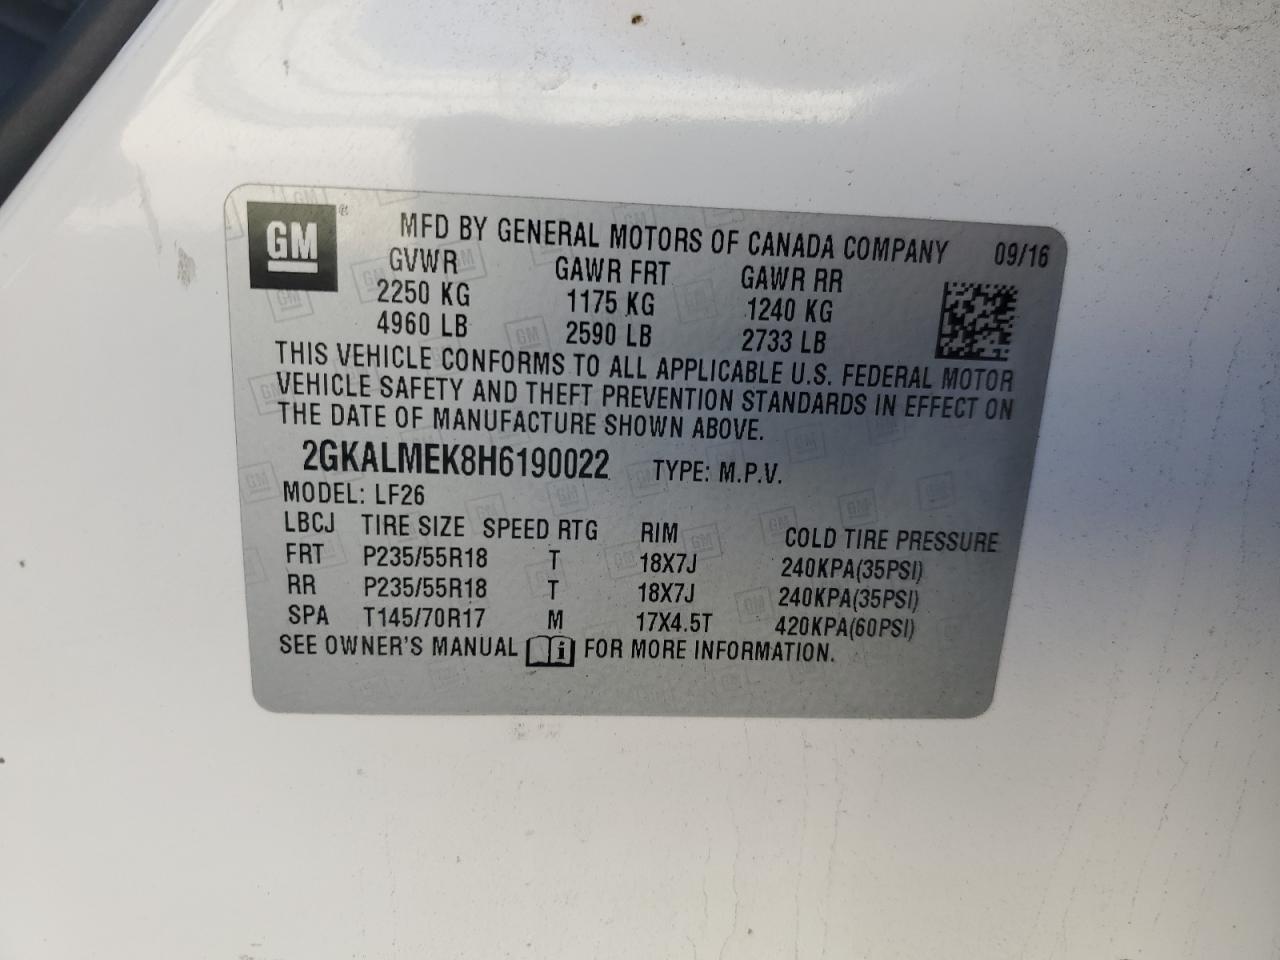 GM ® MFD BY GENERAL MOTORS OF CANADA COMPANY 09/16
GVWR GAWR FRT GAWR RR
2250 KG 1175 KG 1240 KG
4960 LB 2590 LB 2733 LB
THIS VEHICLE CONFORMS TO ALL APPLICABLE U.S. FEDERAL MOTOR
VEHICLE SAFETY AND THEFT PREVENTION STANDARDS IN EFFECT ON
THE DATE OF MANUFACTURE SHOWN ABOVE.
2GKALMEK8H6190022 TYPE: M.P.V.
MODEL: LF26
LBCJ TIRE SIZE SPEED RTG RIM COLD TIRE PRESSURE
FRT P235/55R18 T 18X7J 240KPA(35PSI)
RR P235/55R18 T 18X7J 240KPA(35PSI)
SPA T145/70R17 M 17X4.5T 420KPA(60PSI)
SEE OWNER'S MANUAL i FOR MORE INFORMATION.